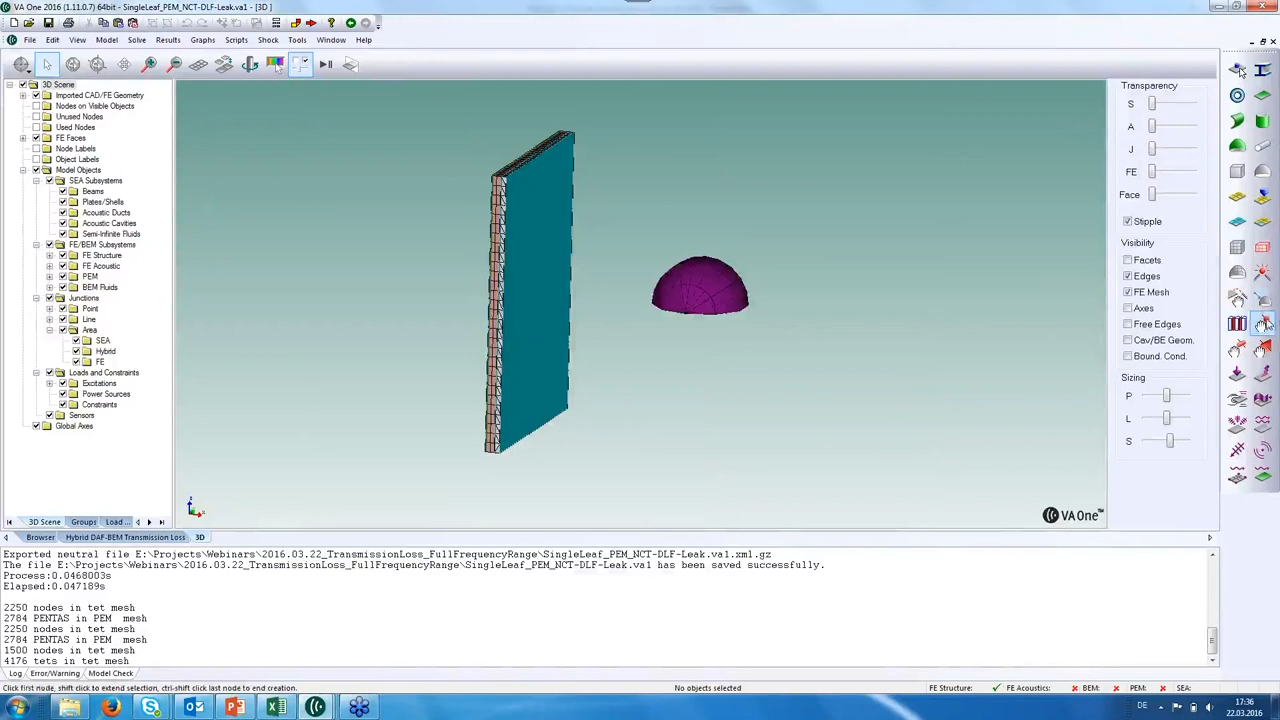 VA One 2016 (1.11.0.7) 64bit - [SingleLeaf_PEM_NCT-DLF-Leak.va1 - [3D ]
File Edit View Model Solve Results Graphs Scripts Shock Tools Window Help
3D Scene
Imported CAD/FE Geometry
Nodes on Visible Objects
Unused Nodes
Used Nodes
FE Faces
Node Labels
Object Labels
Model Objects
SEA Subsystems
Beams
Plates/Shells
Acoustic Ducts
Acoustic Cavities
Semi-Infinite Fluids
FE/BEM Subsystems
FE Structure
FE Acoustic
PEM
BEM Fluids
Junctions
Point
Line
Area
SEA
Hybrid
FE
Loads and Constraints
Excitations
Power Sources
Constraints
Sensors
Global Axes
3D Scene Groups Load ...
Transparency
S
A
J
FE
Face
Stipple
Visibility
Facets
Edges
FE Mesh
Axes
Free Edges
Cav/BE Geom.
Bound. Cond.
Sizing
P
L
S
VA One™
Browser Hybrid DAF-BEM Transmission Loss 3D
Exported neutral file E:\Projects\Webinars\2016.03.22_TransmissionLoss_FullFrequencyRange\SingleLeaf_PEM_NCT-DLF-Leak.va1.xml.gz
The file E:\Projects\Webinars\2016.03.22_TransmissionLoss_FullFrequencyRange\SingleLeaf_PEM_NCT-DLF-Leak.va1 has been saved successfully.
Process:0.0468003s
Elapsed:0.047189s
2250 nodes in tet mesh
2784 PENTAS in PEM mesh
2250 nodes in tet mesh
2784 PENTAS in PEM mesh
1500 nodes in tet mesh
4176 tets in tet mesh
Log Error/Warning Model Check
Click first node, shift click to extend selection, ctrl-shift click last node to end creation. No objects selected FE Structure: FE Acoustics: BEM: PEM: SEA:
DE 17:36
22.03.2016